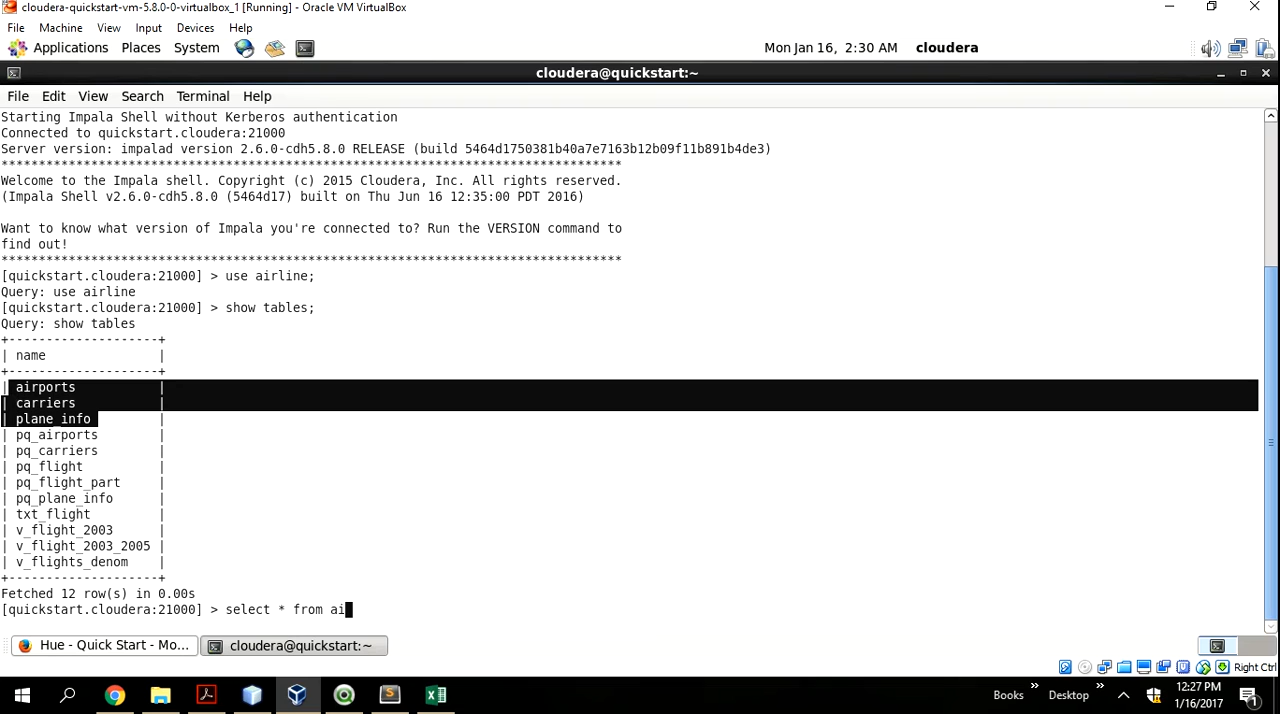 cloudera-quickstart-vm-5.8.0-0-virtualbox_1 [Running] - Oracle VM VirtualBox
File Machine View Input Devices Help
Applications Places System Mon Jan 16, 2:30 AM cloudera
cloudera@quickstart:~
File Edit View Search Terminal Help
Starting Impala Shell without Kerberos authentication
Connected to quickstart.cloudera:21000
Server version: impalad version 2.6.0-cdh5.8.0 RELEASE (build 5464d1750381b40a7e7163b12b09f11b891b4de3)
***********************************************************************************
Welcome to the Impala shell. Copyright (c) 2015 Cloudera, Inc. All rights reserved.
(Impala Shell v2.6.0-cdh5.8.0 (5464d17) built on Thu Jun 16 12:35:00 PDT 2016)
Want to know what version of Impala you're connected to? Run the VERSION command to
find out!
***********************************************************************************
[quickstart.cloudera:21000] > use airline;
Query: use airline
[quickstart.cloudera:21000] > show tables;
Query: show tables
+--------------------+
| name |
+--------------------+
| airports |
| carriers |
| plane_info |
| pq_airports |
| pq_carriers |
| pq_flight |
| pq_flight_part |
| pq_plane_info |
| txt_flight |
| v_flight_2003 |
| v_flight_2003_2005 |
| v_flights_denom |
+--------------------+
Fetched 12 row(s) in 0.00s
[quickstart.cloudera:21000] > select * from ai
Hue - Quick Start - Mo... cloudera@quickstart:~
Right Ctrl
Books Desktop 12:27 PM
1/16/2017 1